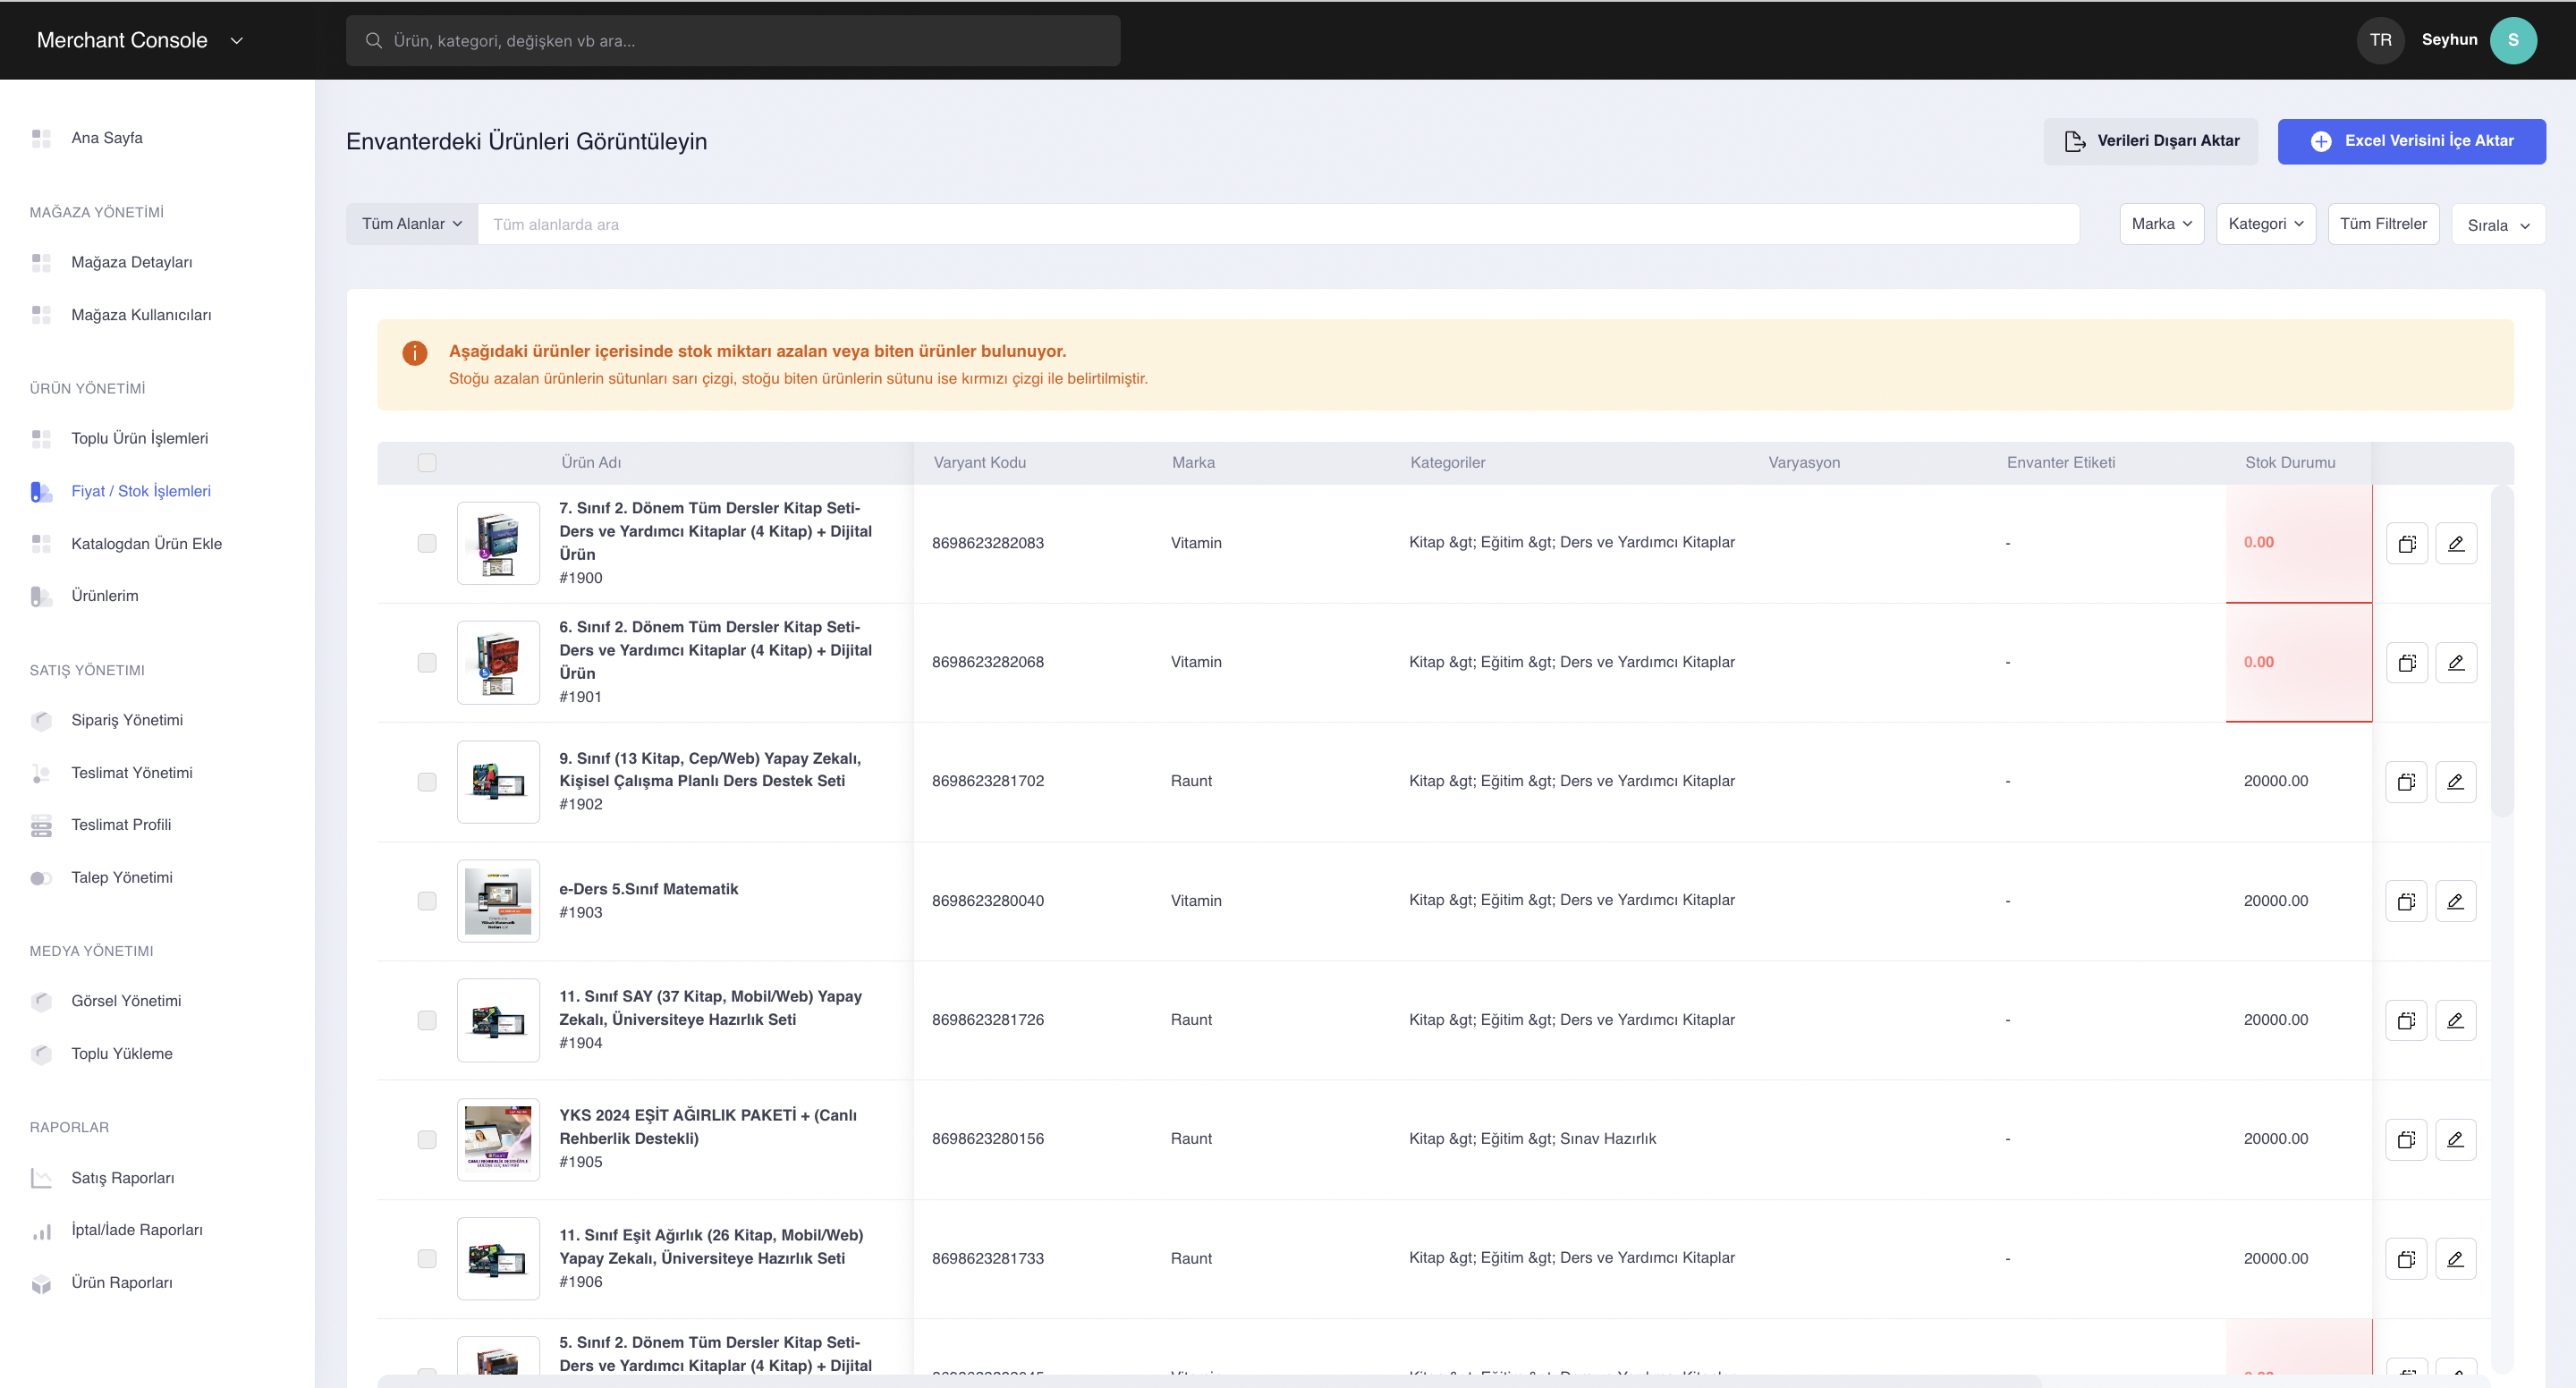 Merchant Console
Ürün, kategori, değişken vb ara...
TR
Seyhun
S
Ana Sayfa
MAĞAZA YÖNETİMİ
Mağaza Detayları
Mağaza Kullanıcıları
ÜRÜN YÖNETİMİ
Toplu Ürün İşlemleri
Fiyat / Stok İşlemleri
Katalogdan Ürün Ekle
Ürünlerim
SATIŞ YÖNETIMI
Sipariş Yönetimi
Teslimat Yönetimi
Teslimat Profili
Talep Yönetimi
MEDYA YÖNETIMI
Görsel Yönetimi
Toplu Yükleme
RAPORLAR
Satış Raporları
İptal/İade Raporları
Ürün Raporları
Envanterdeki Ürünleri Görüntüleyin
Verileri Dışarı Aktar
Excel Verisini İçe Aktar
Tüm Alanlar
Tüm alanlarda ara
Marka
Kategori
Tüm Filtreler
Sırala
Aşağıdaki ürünler içerisinde stok miktarı azalan veya biten ürünler bulunuyor.
Stoğu azalan ürünlerin sütunları sarı çizgi, stoğu biten ürünlerin sütunu ise kırmızı çizgi ile belirtilmiştir.
Ürün Adı Varyant Kodu Marka Kategoriler Varyasyon Envanter Etiketi Stok Durumu
7. Sınıf 2. Dönem Tüm Dersler Kitap Seti-
Ders ve Yardımcı Kitaplar (4 Kitap) + Dijital
Ürün
#1900
8698623282083 Vitamin Kitap &gt; Eğitim &gt; Ders ve Yardımcı Kitaplar - 0.00
6. Sınıf 2. Dönem Tüm Dersler Kitap Seti-
Ders ve Yardımcı Kitaplar (4 Kitap) + Dijital
Ürün
#1901
8698623282068 Vitamin Kitap &gt; Eğitim &gt; Ders ve Yardımcı Kitaplar - 0.00
9. Sınıf (13 Kitap, Cep/Web) Yapay Zekalı,
Kişisel Çalışma Planlı Ders Destek Seti
#1902
8698623281702 Raunt Kitap &gt; Eğitim &gt; Ders ve Yardımcı Kitaplar - 20000.00
e-Ders 5.Sınıf Matematik
#1903
8698623280040 Vitamin Kitap &gt; Eğitim &gt; Ders ve Yardımcı Kitaplar - 20000.00
11. Sınıf SAY (37 Kitap, Mobil/Web) Yapay
Zekalı, Üniversiteye Hazırlık Seti
#1904
8698623281726 Raunt Kitap &gt; Eğitim &gt; Ders ve Yardımcı Kitaplar - 20000.00
YKS 2024 EŞİT AĞIRLIK PAKETİ + (Canlı
Rehberlik Destekli)
#1905
8698623280156 Raunt Kitap &gt; Eğitim &gt; Sınav Hazırlık - 20000.00
11. Sınıf Eşit Ağırlık (26 Kitap, Mobil/Web)
Yapay Zekalı, Üniversiteye Hazırlık Seti
#1906
8698623281733 Raunt Kitap &gt; Eğitim &gt; Ders ve Yardımcı Kitaplar - 20000.00
5. Sınıf 2. Dönem Tüm Dersler Kitap Seti-
Ders ve Yardımcı Kitaplar (4 Kitap) + Dijital